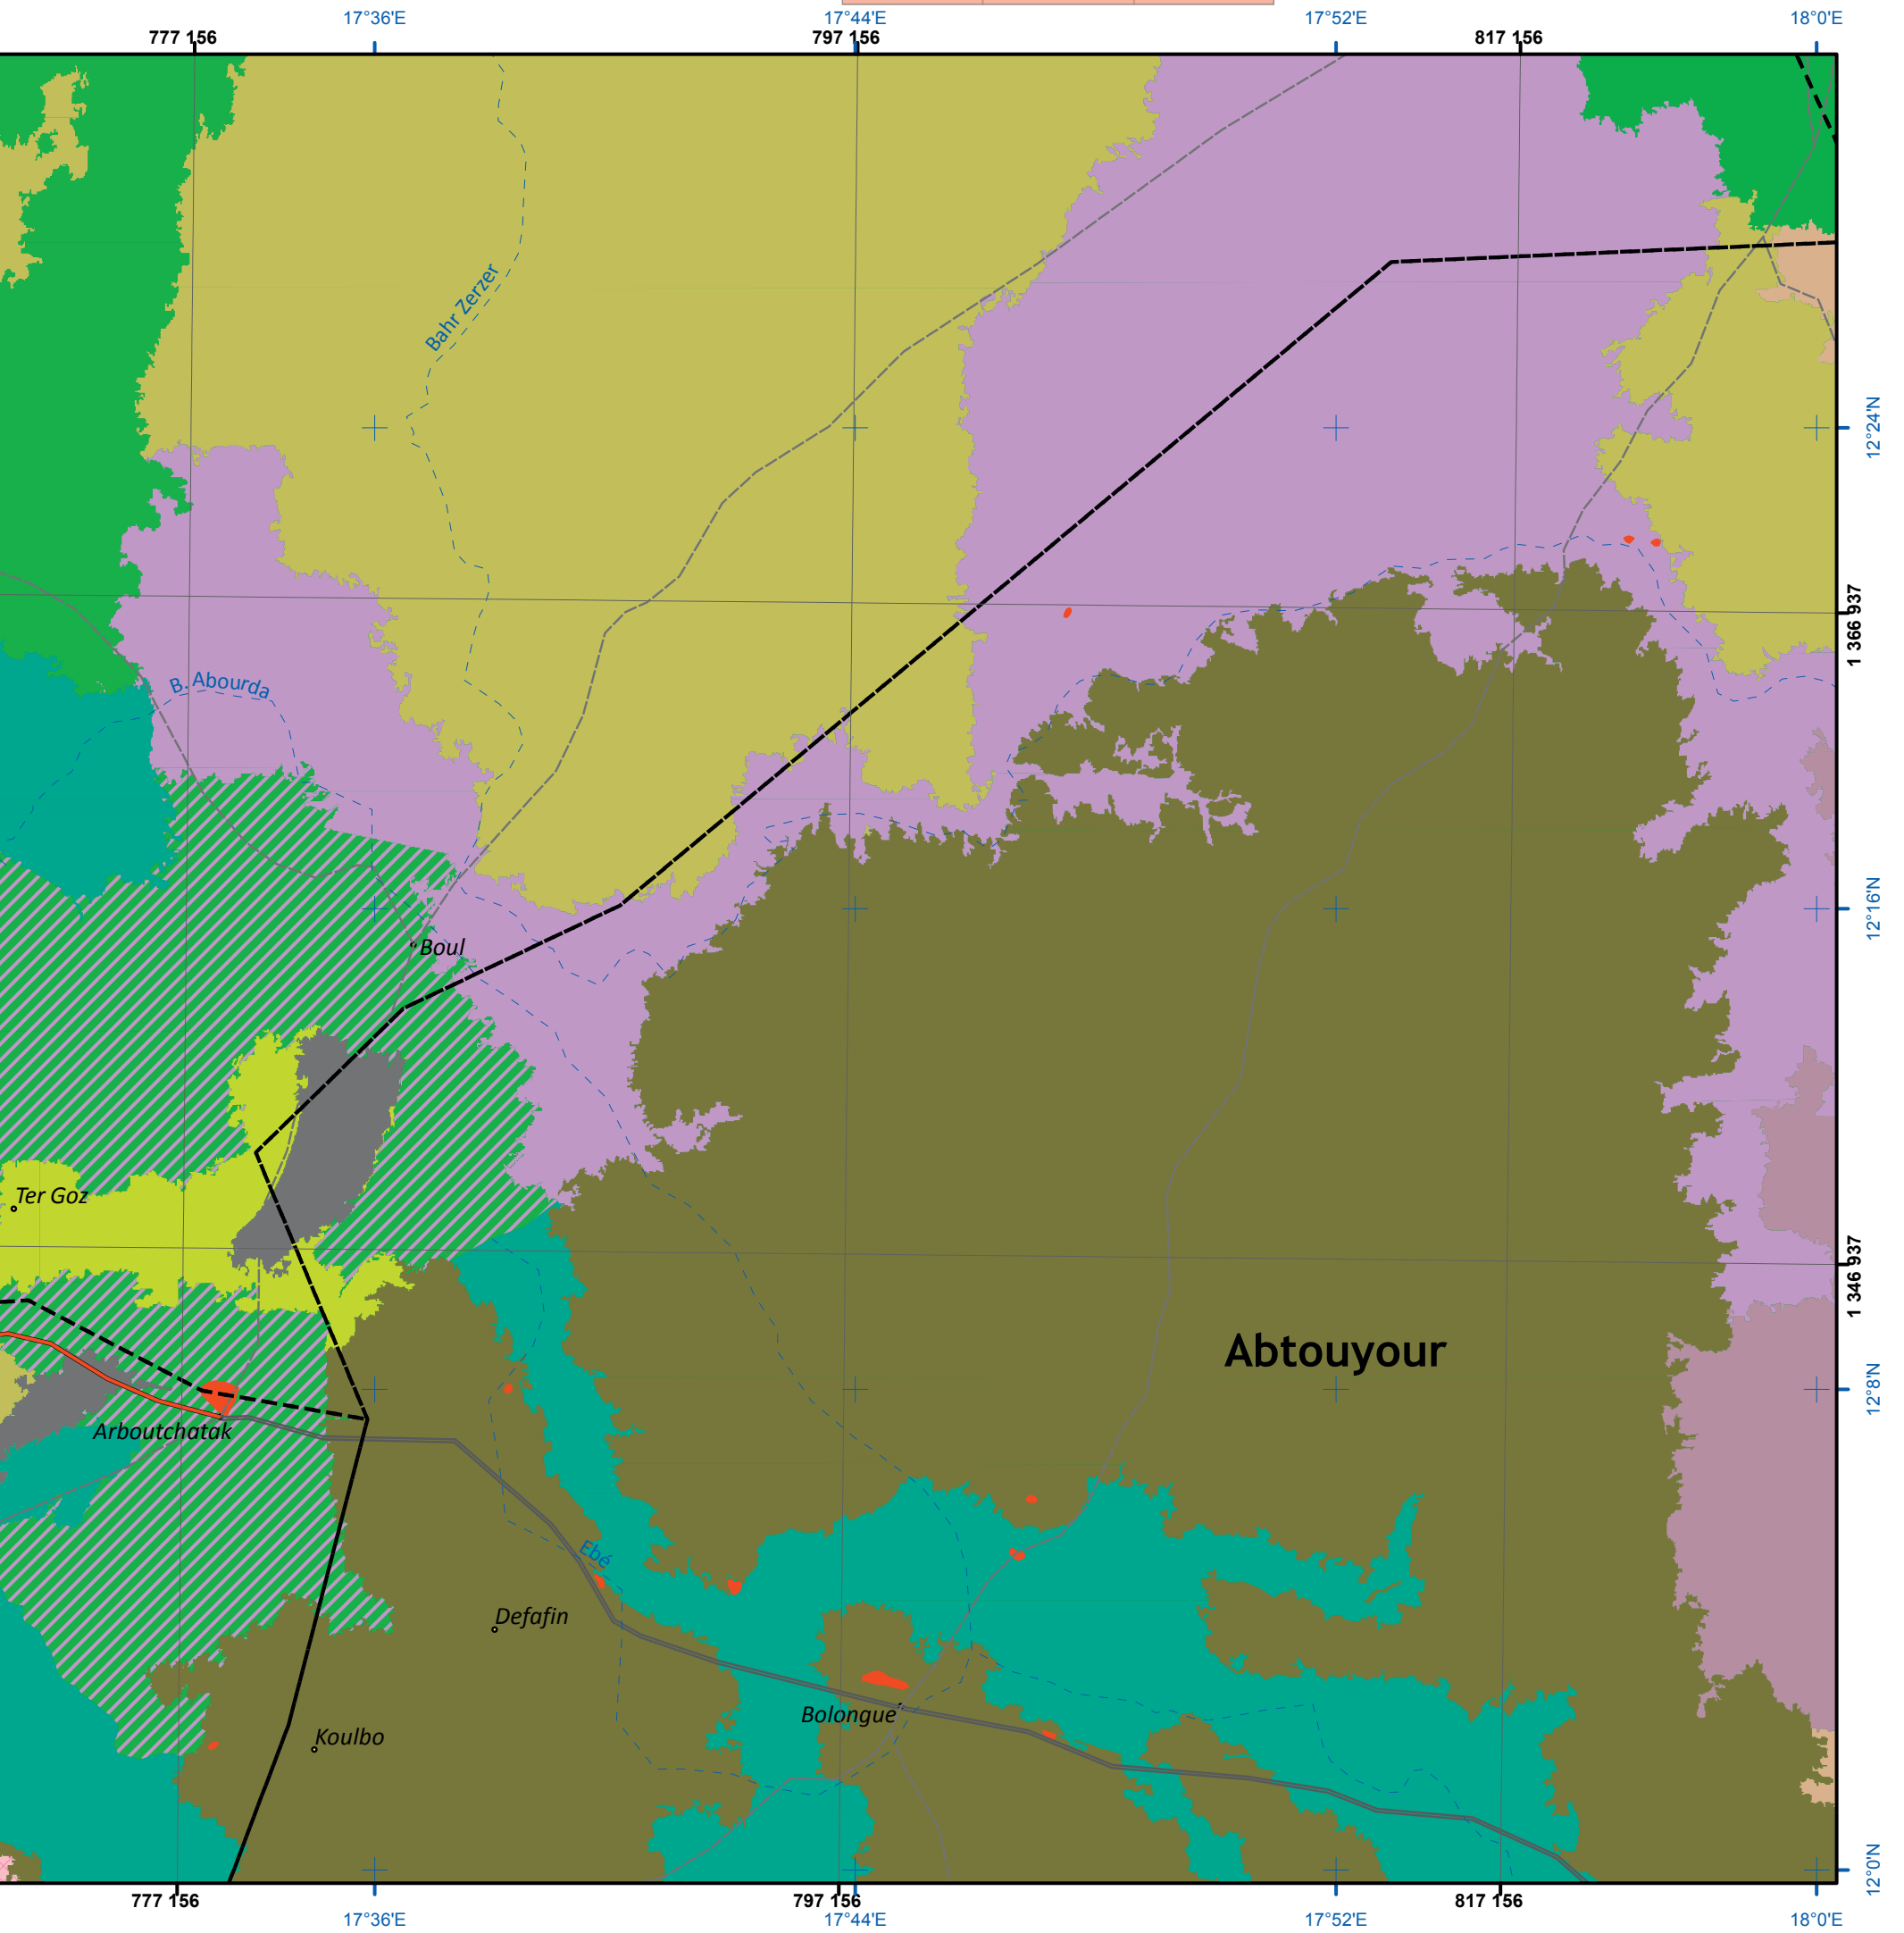 17°36'E 17°44'E 17°52'E 18°0'E
777 156 797 156 817 156
Bahr Zerzer
12°24'N
1 366 937
B. Abourda
12°16'N
Boul
Ter Goz
1 346 937
Abtouyour
12°8'N
Arboutchatak
Ebé
Defafin
Bolongue
Koulbo
12°0'N
777 156 797 156 817 156
17°36'E 17°44'E 17°52'E 18°0'E